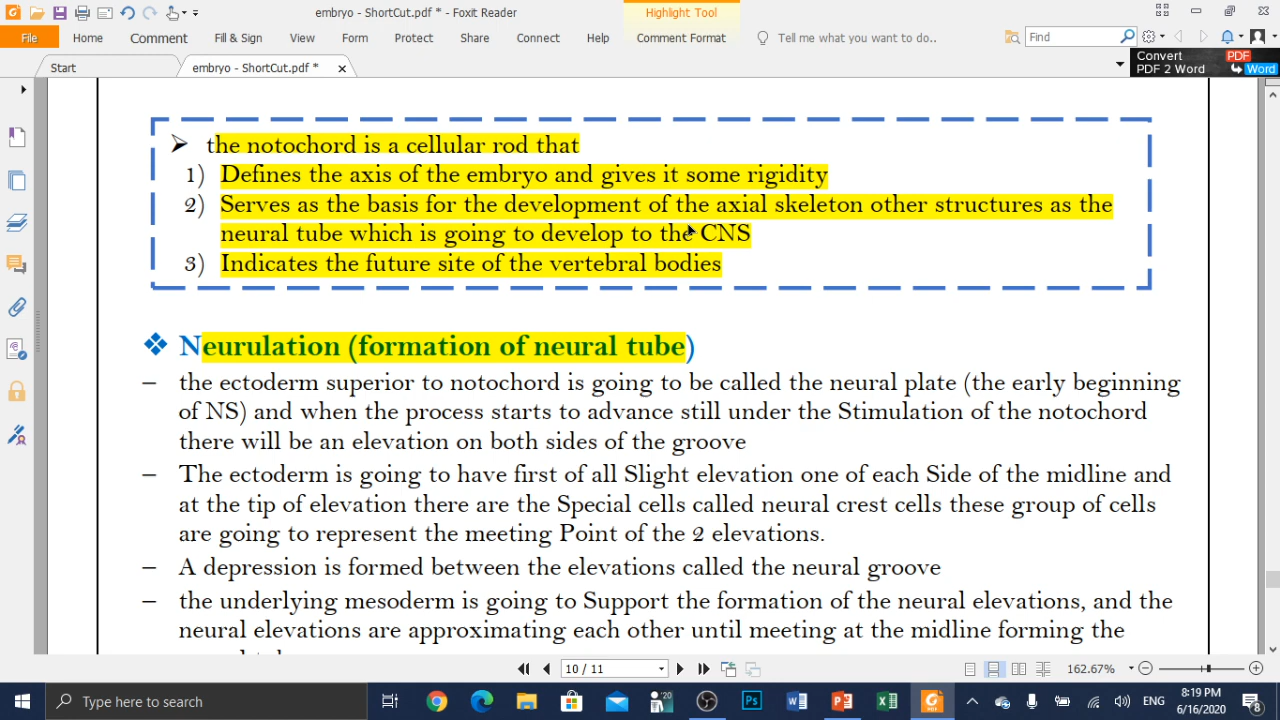 embryo - ShortCut.pdf * - Foxit Reader
Highlight Tool
File Home Comment Fill & Sign View Form Protect Share Connect Help Comment Format Tell me what you want to do.. Find
Start embryo - ShortCut.pdf *
Convert PDF
PDF 2 Word Word
➢ the notochord is a cellular rod that
1) Defines the axis of the embryo and gives it some rigidity
2) Serves as the basis for the development of the axial skeleton other structures as the
neural tube which is going to develop to the CNS
3) Indicates the future site of the vertebral bodies
❖ Neurulation (formation of neural tube)
– the ectoderm superior to notochord is going to be called the neural plate (the early beginning
of NS) and when the process starts to advance still under the Stimulation of the notochord
there will be an elevation on both sides of the groove
– The ectoderm is going to have first of all Slight elevation one of each Side of the midline and
at the tip of elevation there are the Special cells called neural crest cells these group of cells
are going to represent the meeting Point of the 2 elevations.
– A depression is formed between the elevations called the neural groove
– the underlying mesoderm is going to Support the formation of the neural elevations, and the
neural elevations are approximating each other until meeting at the midline forming the
10 / 11
162.67%
Type here to search
ENG
8:19 PM
6/16/2020
8